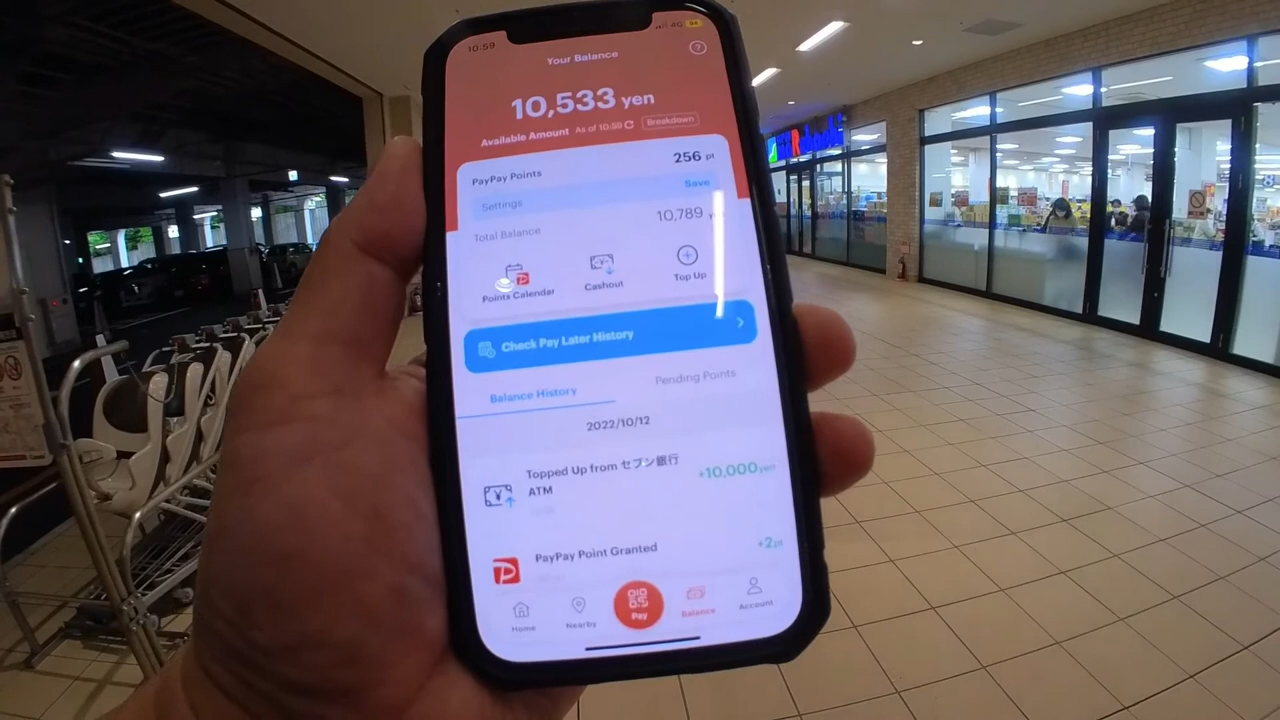 10:59
4G
54
Your Balance
?
10,533 yen
Available Amount As of 10:59 Breakdown
PayPay Points
256 pt
Settings
Save
Total Balance
10,789
Points Calendar
Cashout
Top Up
Check Pay Later History
Balance History
Pending Points
2022/10/12
Topped Up from セブン銀行
ATM
+10,000yen
PayPay Point Granted
+2pt
Home
Nearby
Pay
Balance
Account